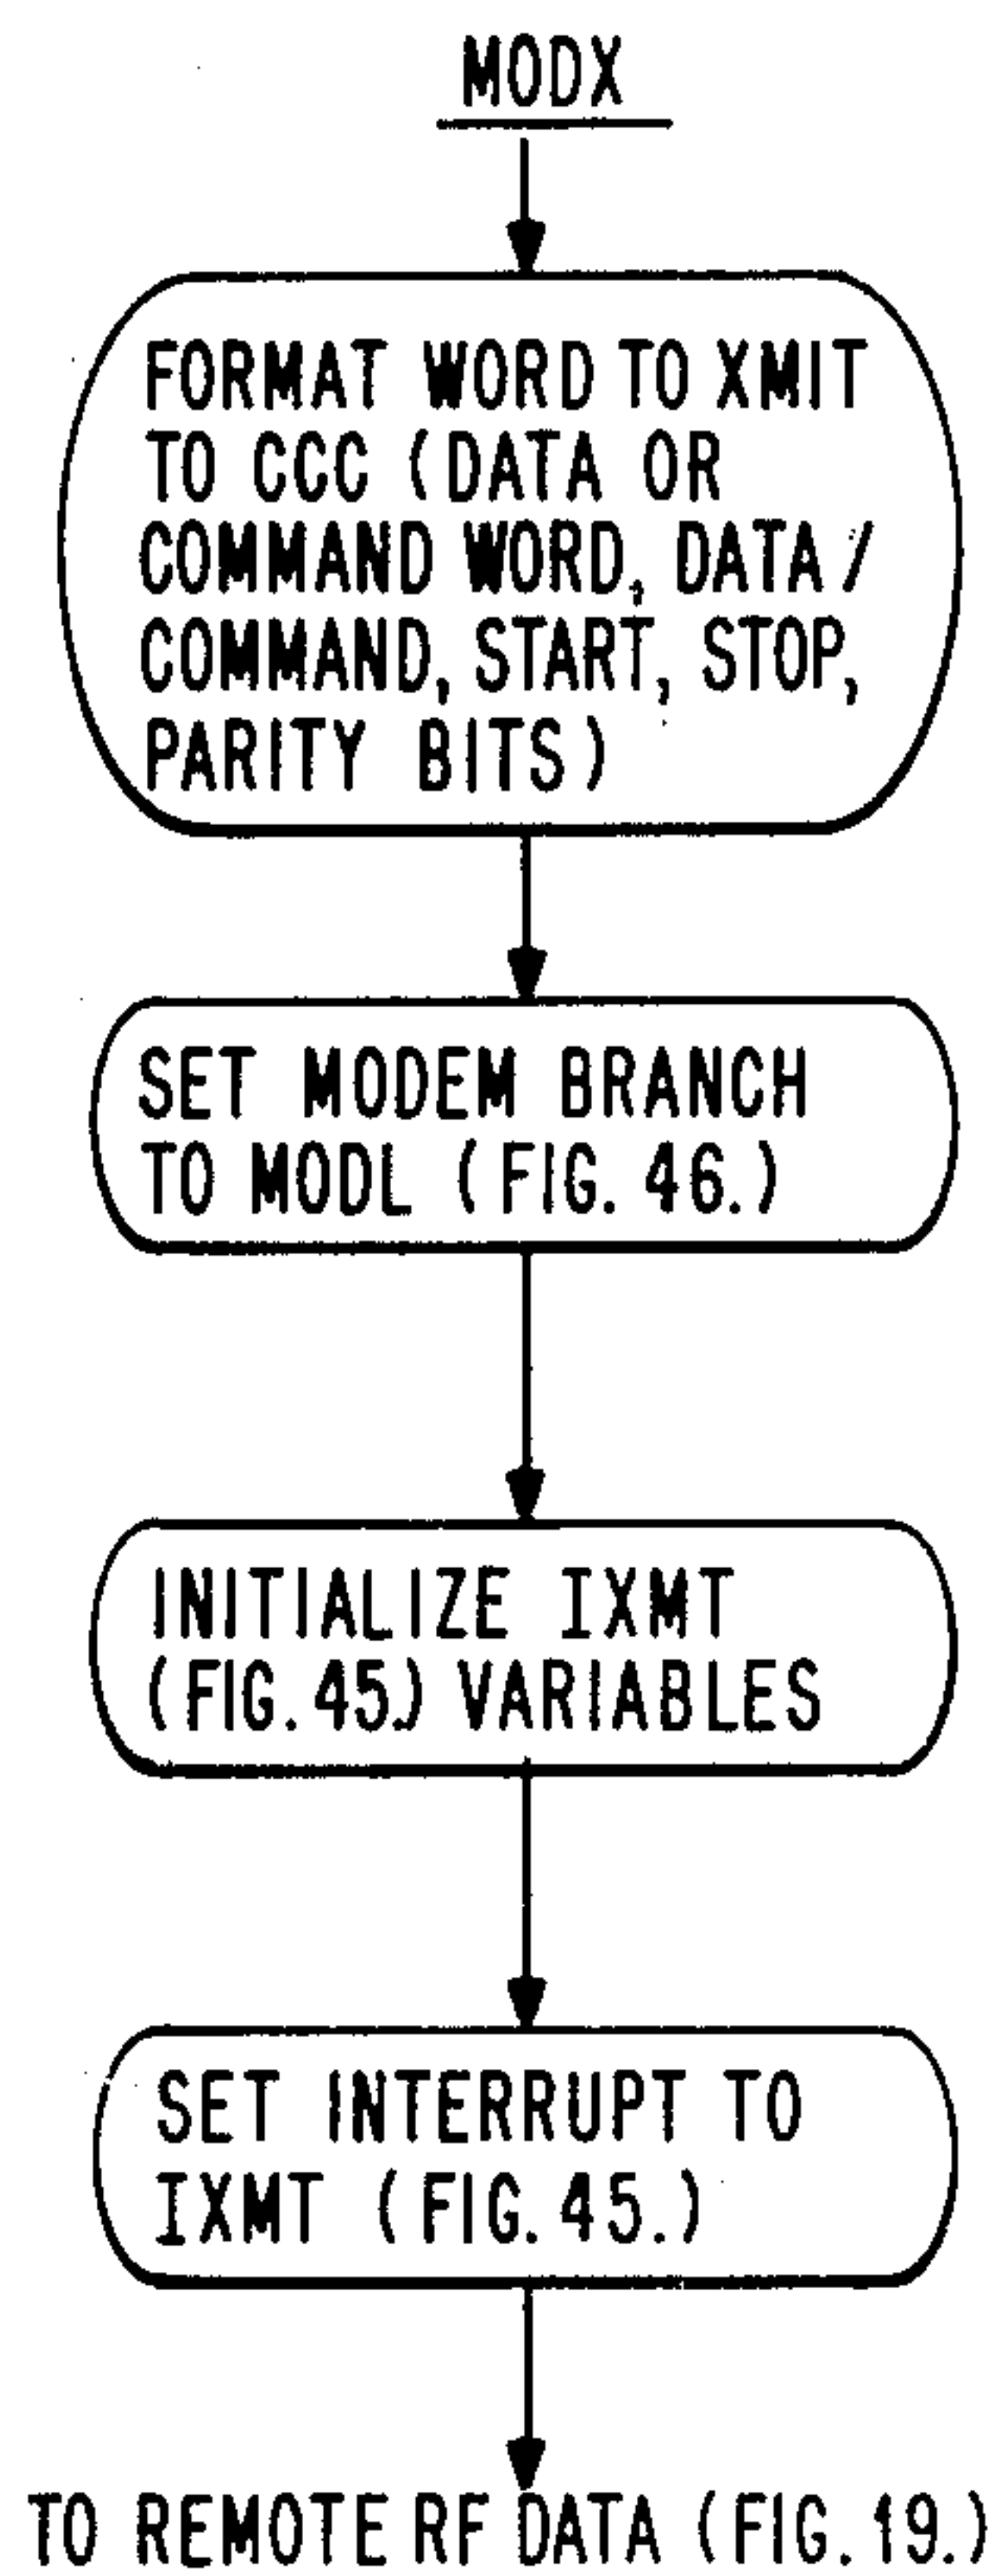 MODX
FORMAT WORD TO XMIT
TO CCC (DATA OR
COMMAND WORD, DATA/
COMMAND, START, STOP,
PARITY BITS)
SET MODEM BRANCH
TO MODL (FIG. 46.)
INITIALIZE IXMT
(FIG. 45.) VARIABLES
SET INTERRUPT TO
IXMT (FIG. 45.)
TO REMOTE RF DATA (FIG. 19.)